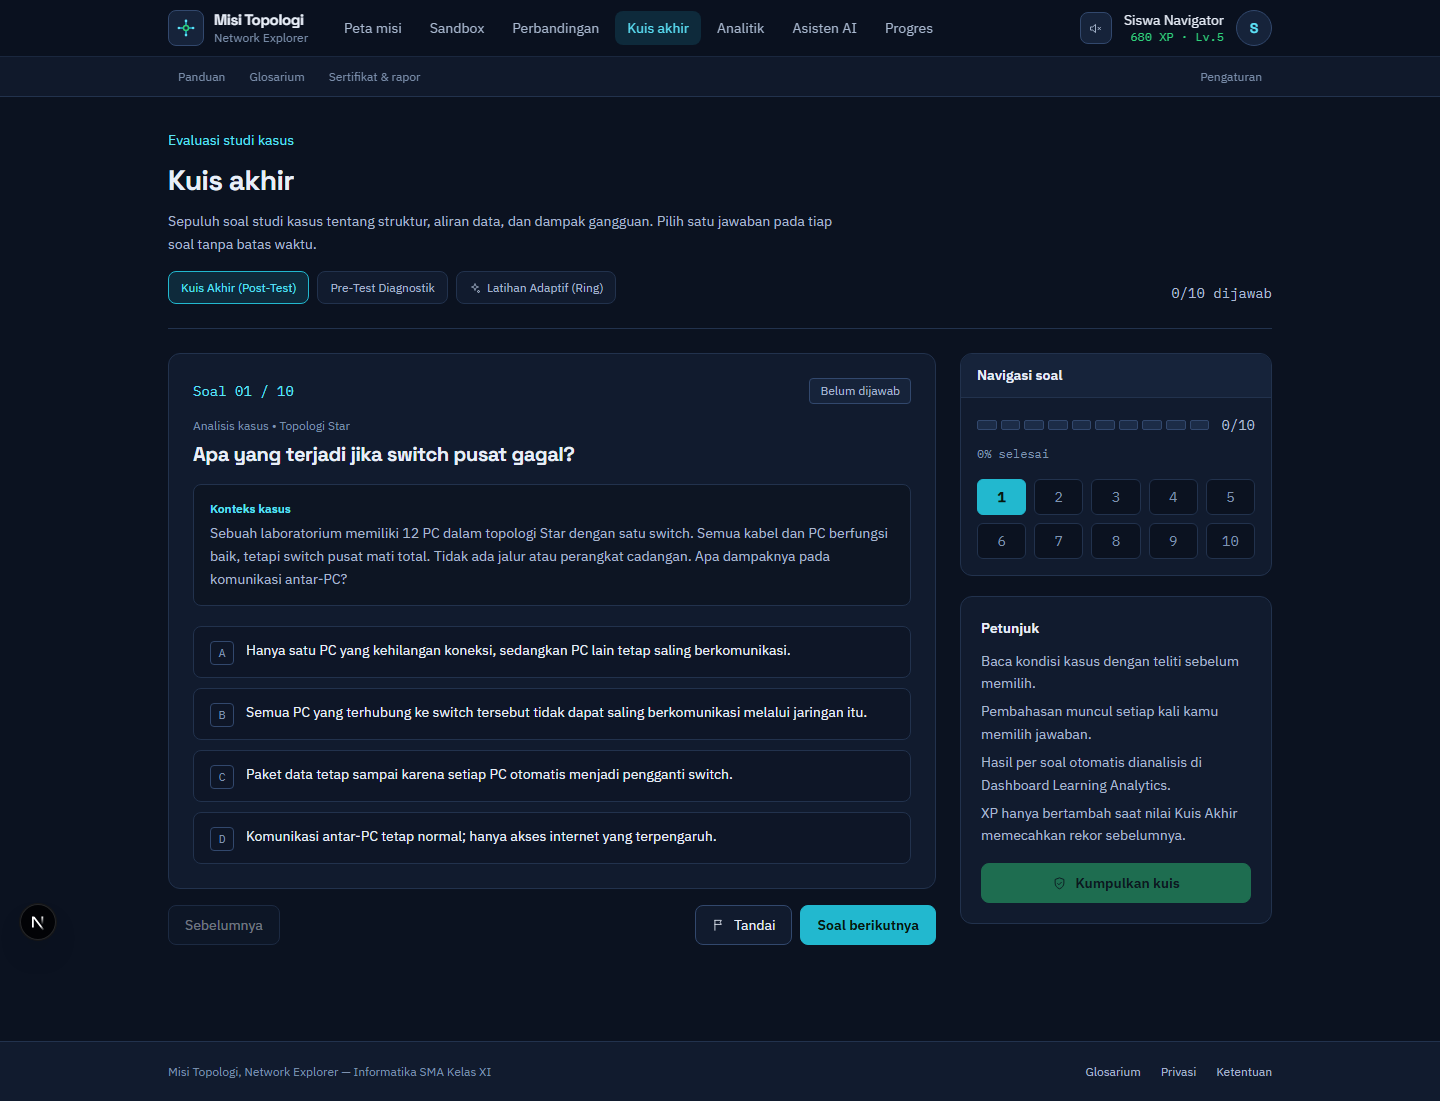 Misi Topologi
Network Explorer
Peta misi
Sandbox
Perbandingan
Kuis akhir
Analitik
Asisten AI
Progres
Siswa Navigator
680 XP · Lv.5
S
Panduan
Glosarium
Sertifikat & rapor
Pengaturan
Evaluasi studi kasus
Kuis akhir
Sepuluh soal studi kasus tentang struktur, aliran data, dan dampak gangguan. Pilih satu jawaban pada tiap
soal tanpa batas waktu.
Kuis Akhir (Post-Test)
Pre-Test Diagnostik
Latihan Adaptif (Ring)
0/10 dijawab
Soal 01 / 10
Belum dijawab
Analisis kasus • Topologi Star
Apa yang terjadi jika switch pusat gagal?
Konteks kasus
Sebuah laboratorium memiliki 12 PC dalam topologi Star dengan satu switch. Semua kabel dan PC berfungsi
baik, tetapi switch pusat mati total. Tidak ada jalur atau perangkat cadangan. Apa dampaknya pada
komunikasi antar-PC?
A
Hanya satu PC yang kehilangan koneksi, sedangkan PC lain tetap saling berkomunikasi.
B
Semua PC yang terhubung ke switch tersebut tidak dapat saling berkomunikasi melalui jaringan itu.
C
Paket data tetap sampai karena setiap PC otomatis menjadi pengganti switch.
D
Komunikasi antar-PC tetap normal; hanya akses internet yang terpengaruh.
Sebelumnya
Tandai
Soal berikutnya
Navigasi soal
0/10
0% selesai
1
2
3
4
5
6
7
8
9
10
Petunjuk
Baca kondisi kasus dengan teliti sebelum
memilih.
Pembahasan muncul setiap kali kamu
memilih jawaban.
Hasil per soal otomatis dianalisis di
Dashboard Learning Analytics.
XP hanya bertambah saat nilai Kuis Akhir
memecahkan rekor sebelumnya.
Kumpulkan kuis
N
Misi Topologi, Network Explorer — Informatika SMA Kelas XI
Glosarium
Privasi
Ketentuan